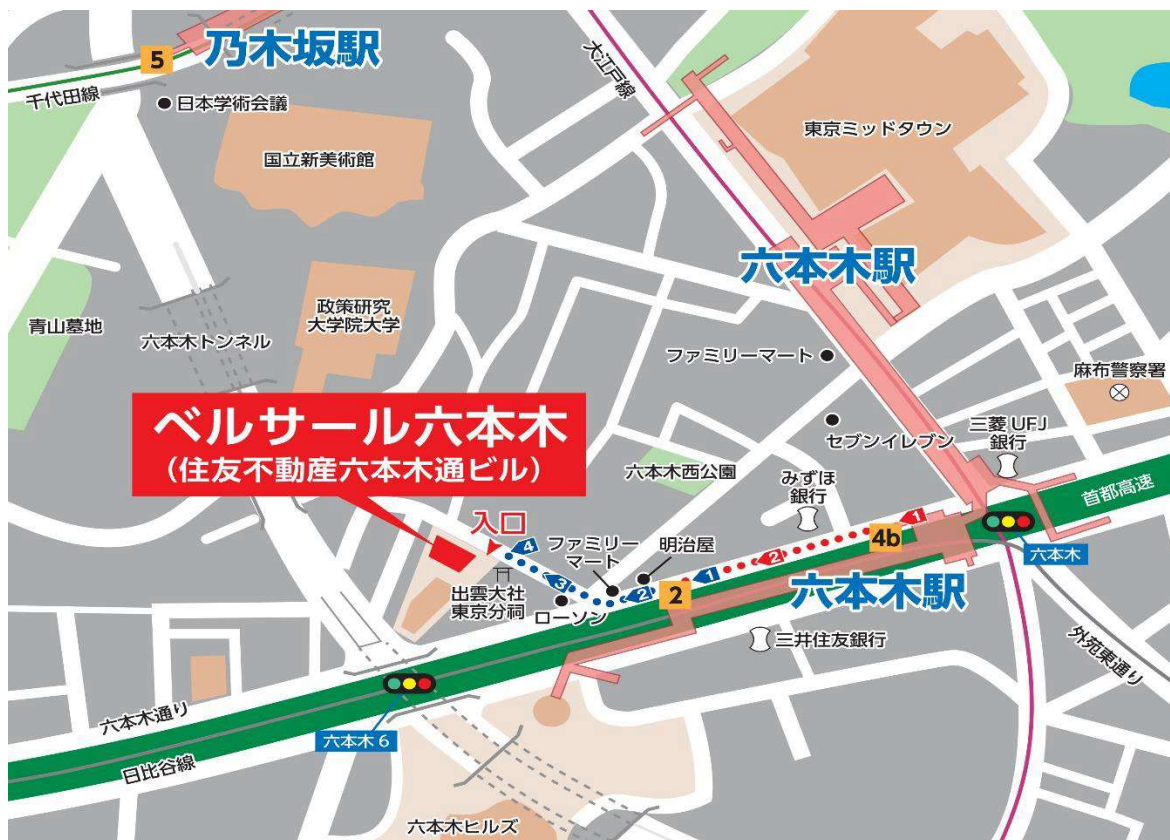 乃木坂駅
5
千代田線
日本学術会議
国立新美術館
大江戸線
東京ミッドタウン
六本木駅
青山墓地
六本木トンネル
政策研究
大学院大学
ファミリーマート
麻布警察署
ベルサール六本木
(住友不動産六本木通ビル)
セブンイレブン
三菱UFJ
銀行
六本木西公園
みずほ
銀行
首都高速
入口
ファミリー
マート
明治屋
4b
1
2
1
2
3
4
2
六本木
六本木駅
出雲大社
東京分祠
ローソン
三井住友銀行
外苑東通り
六本木通り
六本木6
日比谷線
六本木ヒルズ